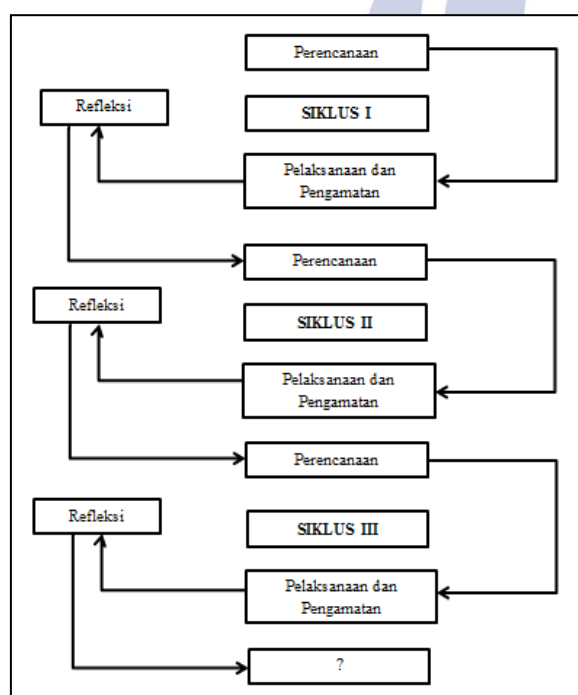 Perencanaan
Refleksi
SIKLUS I
Pelaksanaan dan
Pengamatan
Perencanaan
Refleksi
SIKLUS II
Pelaksanaan dan
Pengamatan
Perencanaan
Refleksi
SIKLUS III
Pelaksanaan dan
Pengamatan
?